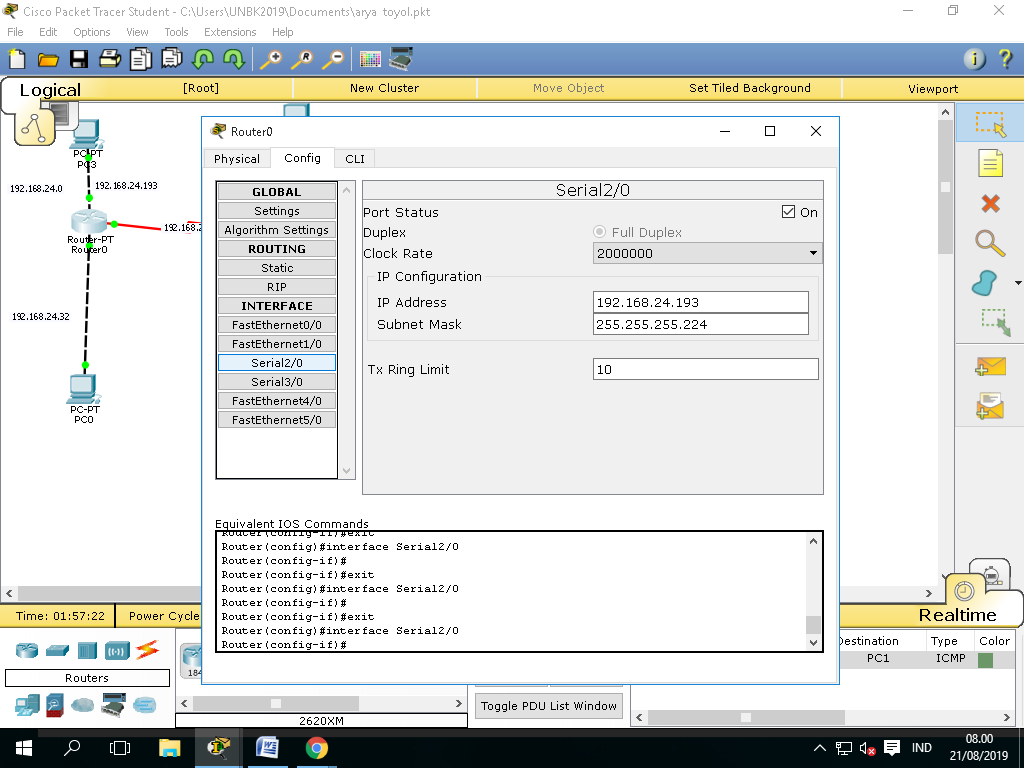 Cisco Packet Tracer Student - C:\Users\UNBK2019\Documents\arya toyol.pkt
File Edit Options View Tools Extensions Help
Logical [Root] New Cluster Move Object Set Tiled Background Viewport
PC-PT
PC3
192.168.24.0
192.168.24.193
192.168.2
Router-PT
Router0
192.168.24.32
PC-PT
PC0
Router0
Physical Config CLI
GLOBAL
Settings
Algorithm Settings
ROUTING
Static
RIP
INTERFACE
FastEthernet0/0
FastEthernet1/0
Serial2/0
Serial3/0
FastEthernet4/0
FastEthernet5/0
Serial2/0
Port Status On
Duplex Full Duplex
Clock Rate 2000000
IP Configuration
IP Address 192.168.24.193
Subnet Mask 255.255.255.224
Tx Ring Limit 10
Equivalent IOS Commands
Router(config-if)#exit
Router(config)#interface Serial2/0
Router(config-if)#
Router(config-if)#exit
Router(config)#interface Serial2/0
Router(config-if)#
Router(config-if)#exit
Router(config)#interface Serial2/0
Router(config-if)#
Time: 01:57:22 Power Cycle
Realtime
Routers
184
2620XM
Toggle PDU List Window
Destination Type Color
PC1 ICMP
IND
08.00
21/08/2019